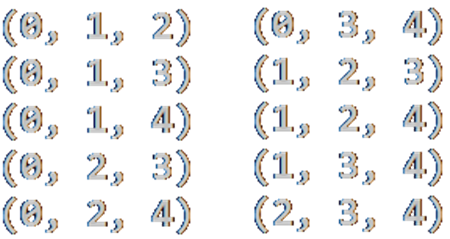 (0, 1, 2)
(0, 1, 3)
(0, 1, 4)
(0, 2, 3)
(0, 2, 4)
(0, 3, 4)
(1, 2, 3)
(1, 2, 4)
(1, 3, 4)
(2, 3, 4)